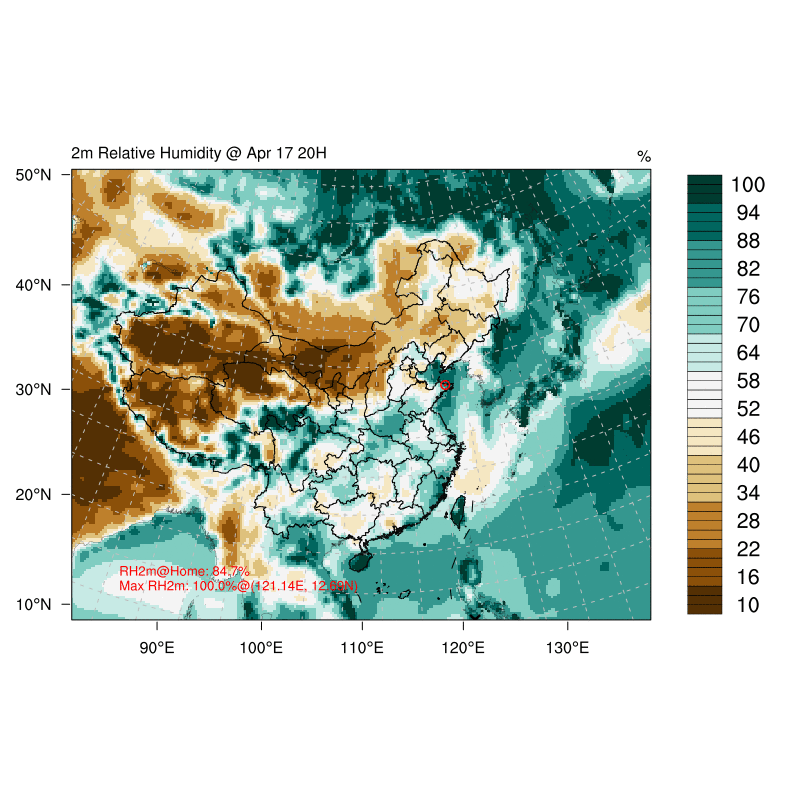 2m Relative Humidity @ Apr 17 20H
%
50°N
40°N
30°N
20°N
10°N
90°E
100°E
110°E
120°E
130°E
100
94
88
82
76
70
64
58
52
46
40
34
28
22
16
10
RH2m@Home: 84.7%
Max RH2m: 100.0%@(121.14E, 12.69N)